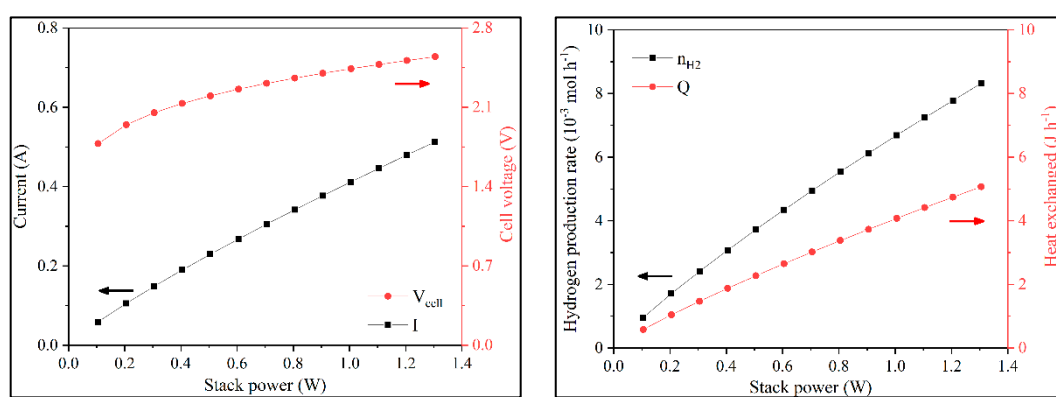 0.8
0.6
0.4
0.2
0.0
Current (A)
2.8
2.1
1.4
0.7
0.0
Cell voltage (V)
V_cell
I
0.0 0.2 0.4 0.6 0.8 1.0 1.2 1.4
Stack power (W)
10
8
6
4
2
0
Hydrogen production rate (10⁻³ mol h⁻¹)
n_H2
Q
10
8
6
4
2
0
Heat exchanged (J h⁻¹)
0.0 0.2 0.4 0.6 0.8 1.0 1.2 1.4
Stack power (W)